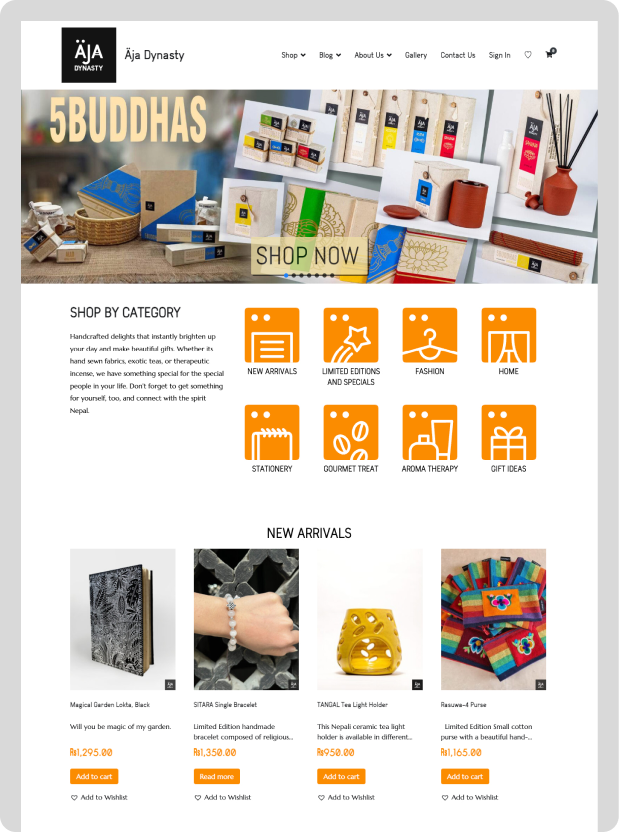 ÄJA
DYNASTY
Äja Dynasty
Shop
Blog
About Us
Gallery
Contact Us
Sign In
0
5BUDDHAS
SHOP NOW
SHOP BY CATEGORY
Handcrafted delights that instantly brighten up
your day and make beautiful gifts. Whether its
hand sewn fabrics, exotic teas, or therapeutic
incense, we have something special for the special
people in your life. Don't forget to get something
for yourself, too, and connect with the spirit
Nepal.
NEW ARRIVALS
LIMITED EDITIONS
AND SPECIALS
FASHION
HOME
STATIONERY
GOURMET TREAT
AROMA THERAPY
GIFT IDEAS
NEW ARRIVALS
Magical Garden Lokta, Black
Will you be magic of my garden.
₨1,295.00
Add to cart
Add to Wishlist
SITARA Single Bracelet
Limited Edition handmade
bracelet composed of religious...
₨1,350.00
Read more
Add to Wishlist
TANGAL Tea Light Holder
This Nepali ceramic tea light
holder is available in different...
₨950.00
Add to cart
Add to Wishlist
Rasuwa-4 Purse
Limited Edition Small cotton
purse with a beautiful hand-...
₨1,165.00
Add to cart
Add to Wishlist